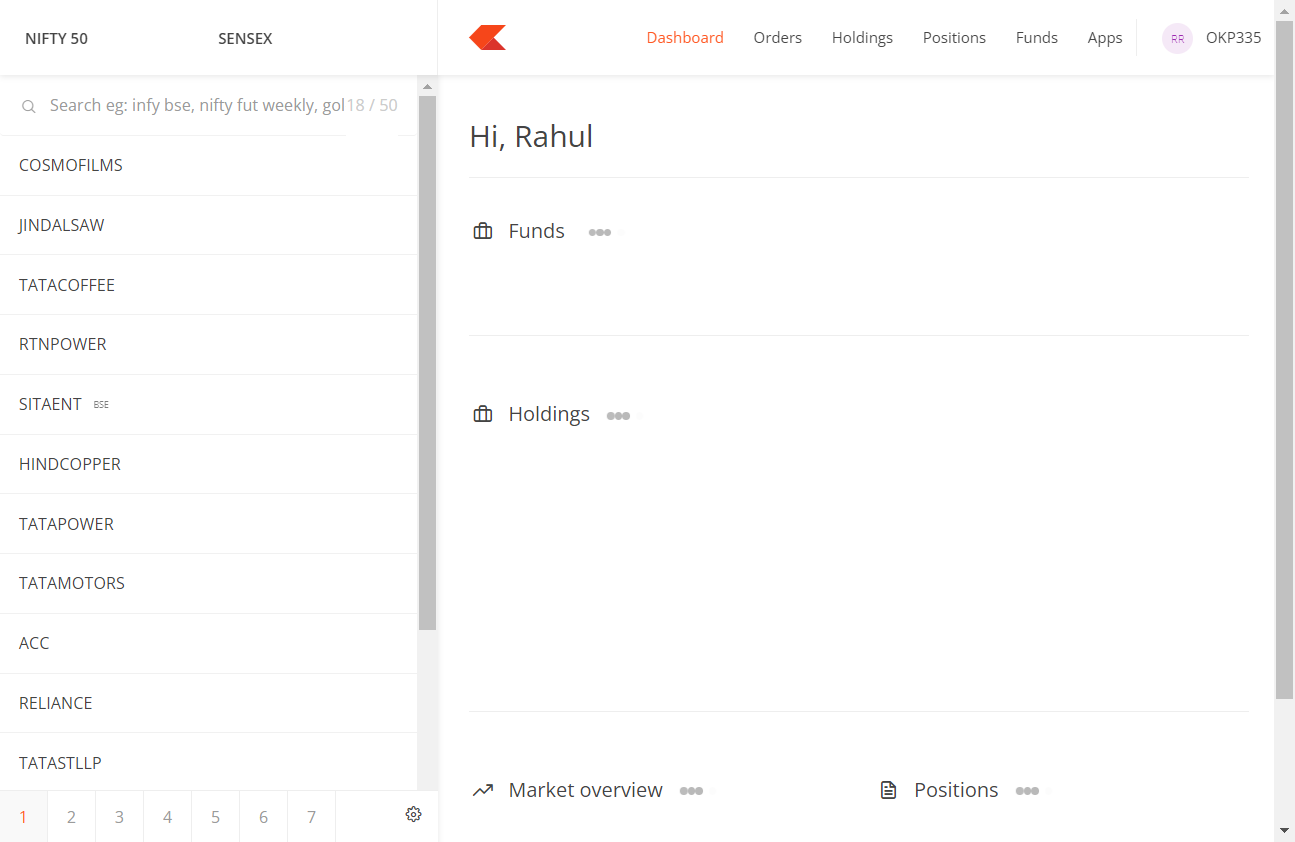 NIFTY 50
SENSEX
Dashboard
Orders
Holdings
Positions
Funds
Apps
RR
OKP335
Search eg: infy bse, nifty fut weekly, gol
18 / 50
COSMOFILMS
JINDALSAW
TATACOFFEE
RTNPOWER
SITAENT BSE
HINDCOPPER
TATAPOWER
TATAMOTORS
ACC
RELIANCE
TATASTLLP
1
2
3
4
5
6
7
Hi, Rahul
Funds
Holdings
Market overview
Positions